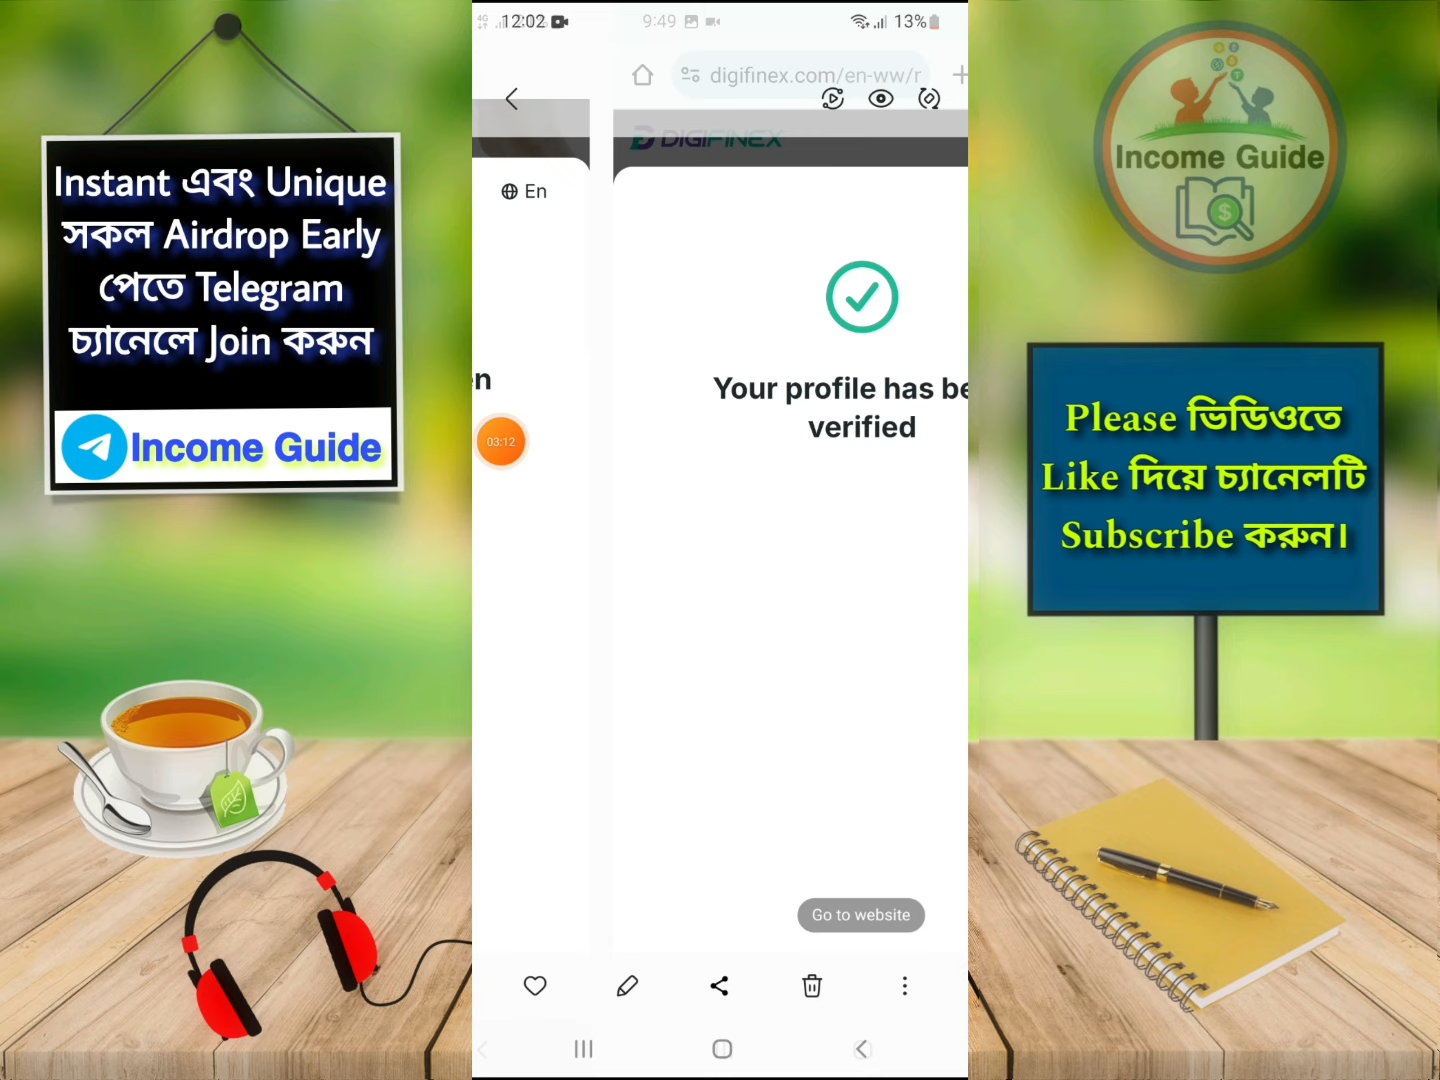 Instant এবং Unique
সকল Airdrop Early
পেতে Telegram
চ্যানেলে Join করুন
Income Guide
12:02
9:49
13%
digifinex.com/en-ww/r
DIGIFINEX
En
en
03:12
Your profile has be
verified
Go to website
Income Guide
Please ভিডিওতে
Like দিয়ে চ্যানেলটি
Subscribe করুন।